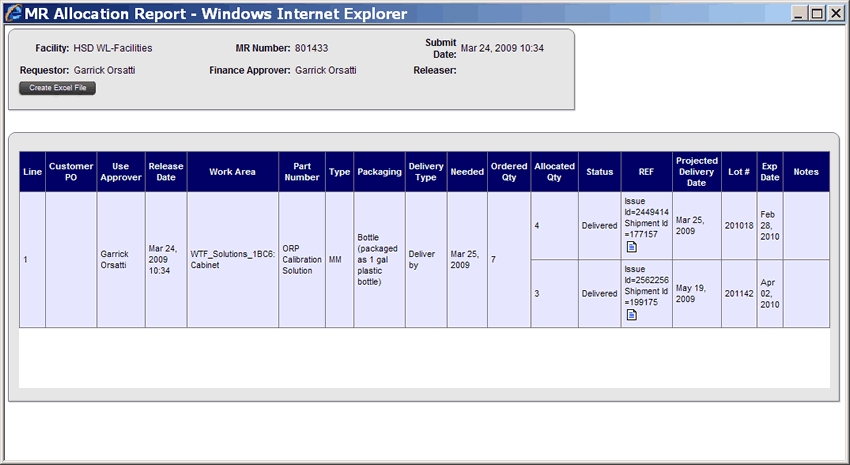 MR Allocation Report - Windows Internet Explorer
Facility: HSD WL-Facilities MR Number: 801433 Submit Date: Mar 24, 2009 10:34
Requestor: Garrick Orsatti Finance Approver: Garrick Orsatti Releaser:
Create Excel File
Line Customer PO Use Approver Release Date Work Area Part Number Type Packaging Delivery Type Needed Ordered Qty Allocated Qty Status REF Projected Delivery Date Lot # Exp Date Notes
1 Garrick Orsatti Mar 24, 2009 10:34 WTF_Solutions_1BC6: Cabinet ORP Calibration Solution MM Bottle (packaged as 1 gal plastic bottle) Deliver by Mar 25, 2009 7
4 Delivered Issue Id=2449414 Shipment Id =177157 Mar 25, 2009 201018 Feb 28, 2010
3 Delivered Issue Id=2562256 Shipment Id =199175 May 19, 2009 201142 Apr 02, 2010